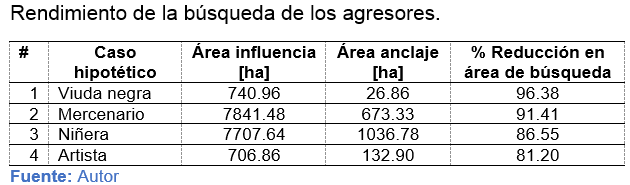 Rendimiento de la búsqueda de los agresores.
# Caso hipotético Área influencia [ha] Área anclaje [ha] % Reducción en área de búsqueda
1 Viuda negra 740.96 26.86 96.38
2 Mercenario 7841.48 673.33 91.41
3 Niñera 7707.64 1036.78 86.55
4 Artista 706.86 132.90 81.20
Fuente: Autor